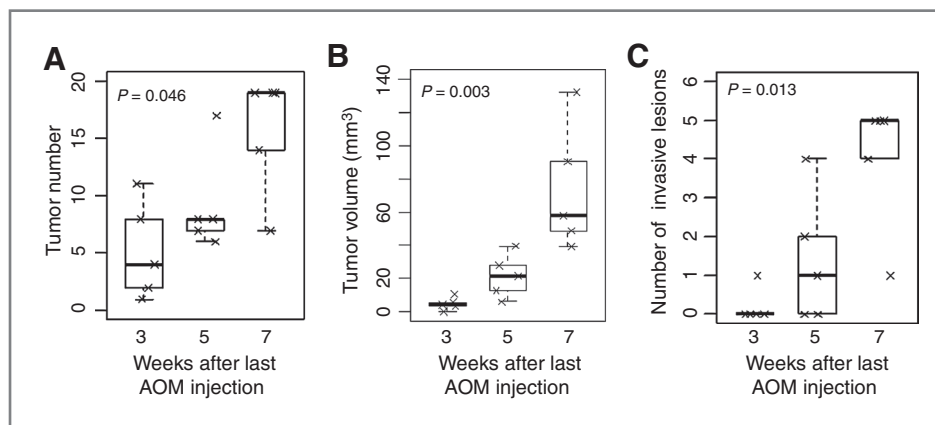 A
P = 0.046
Tumor number
20
15
10
5
0
3 5 7
Weeks after last
AOM injection
B
P = 0.003
Tumor volume (mm³)
140
100
60
20
0
3 5 7
Weeks after last
AOM injection
C
P = 0.013
Number of invasive lesions
6
5
4
3
2
1
0
3 5 7
Weeks after last
AOM injection